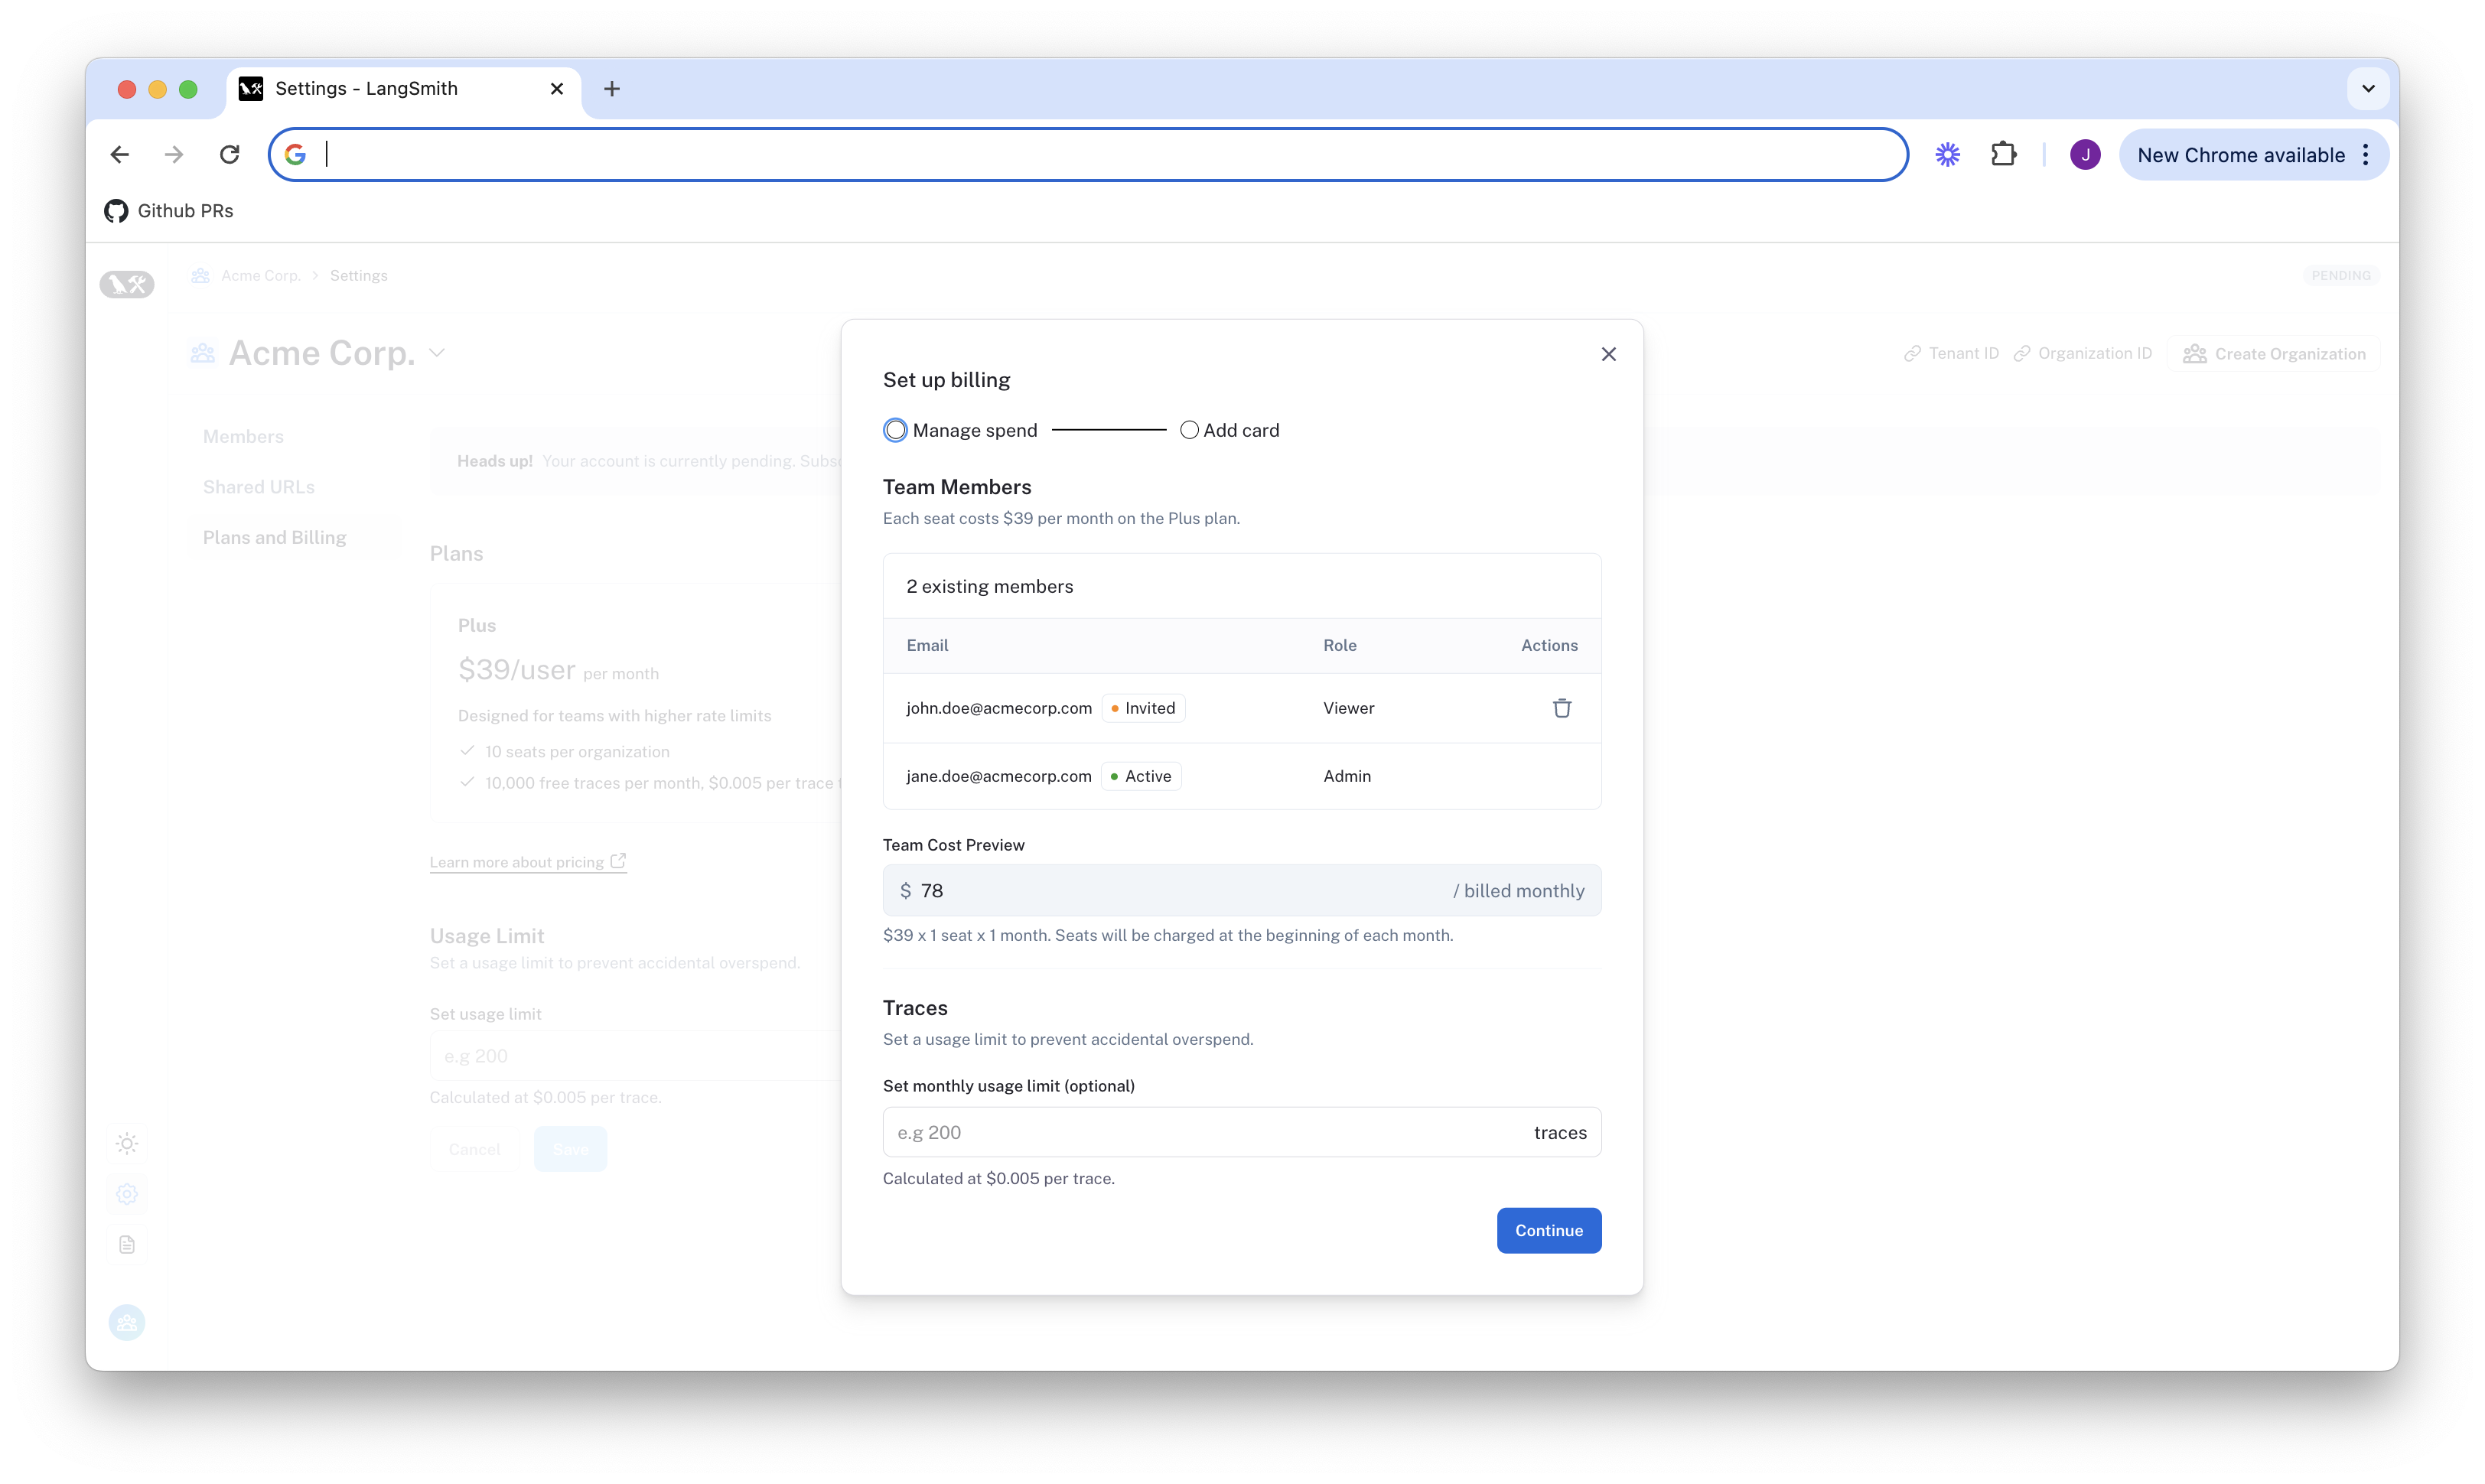 Settings - LangSmith
New Chrome available
J
Github PRs
Acme Corp. > Settings
PENDING
Acme Corp.
Tenant ID
Organization ID
Create Organization
Members
Shared URLs
Plans and Billing
Heads up! Your account is currently pending.
Plans
Plus
$39/user per month
Designed for teams with higher rate limits
10 seats per organization
10,000 free traces per month, $0.005 per trace
Learn more about pricing
Usage Limit
Set a usage limit to prevent accidental overspend.
Set usage limit
e.g 200
Calculated at $0.005 per trace.
Cancel
Save
Set up billing
Manage spend
Add card
Team Members
Each seat costs $39 per month on the Plus plan.
2 existing members
Email Role Actions
john.doe@acmecorp.com Invited Viewer
jane.doe@acmecorp.com Active Admin
Team Cost Preview
$ 78 / billed monthly
$39 x 1 seat x 1 month. Seats will be charged at the beginning of each month.
Traces
Set a usage limit to prevent accidental overspend.
Set monthly usage limit (optional)
e.g 200 traces
Calculated at $0.005 per trace.
Continue